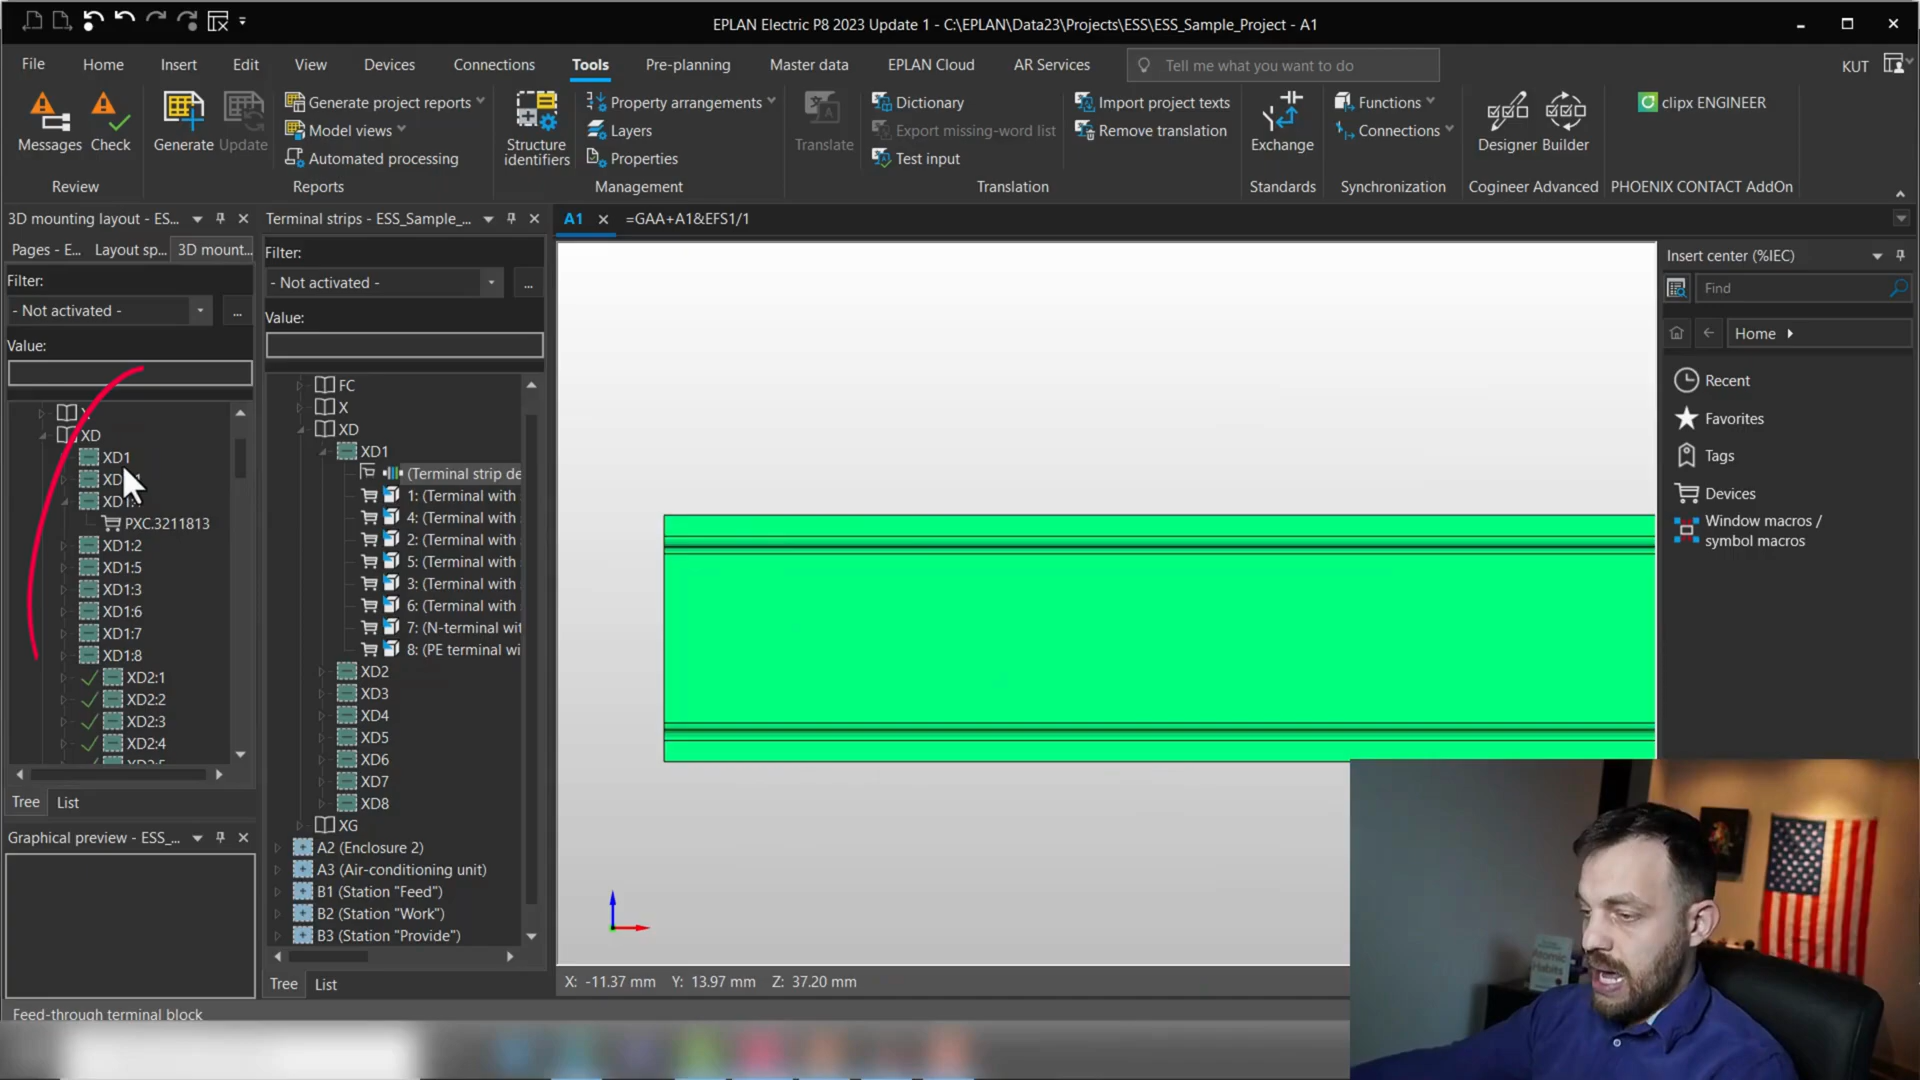 EPLAN Electric P8 2023 Update 1 - C:\EPLAN\Data23\Projects\ESS\ESS_Sample_Project - A1
File Home Insert Edit View Devices Connections Tools Pre-planning Master data EPLAN Cloud AR Services Tell me what you want to do KUT
Messages Check
Review
Generate Update
Generate project reports
Model views
Automated processing
Reports
Structure identifiers
Property arrangements
Layers
Properties
Management
Translate
Dictionary
Export missing-word list
Test input
Import project texts
Remove translation
Translation
Exchange
Standards
Functions
Connections
Synchronization
Designer Builder
Cogineer Advanced
clipx ENGINEER
PHOENIX CONTACT AddOn
3D mounting layout - ES...
Pages - E... Layout sp... 3D mount...
Filter:
- Not activated - ...
Value:
XD
XD1
XD1:2
XD1:5
XD1:3
XD1:6
XD1:7
XD1:8
PXC.3211813
XD2:1
XD2:2
XD2:3
XD2:4
XD2:5
Tree List
Graphical preview - ESS_...
Feed-through terminal block
Terminal strips - ESS_Sample_...
Filter:
- Not activated - ...
Value:
FC
X
XD
XD1
(Terminal strip de
1: (Terminal with
4: (Terminal with
2: (Terminal with
5: (Terminal with
3: (Terminal with
6: (Terminal with
7: (N-terminal wit
8: (PE terminal wi
XD2
XD3
XD4
XD5
XD6
XD7
XD8
XG
A2 (Enclosure 2)
A3 (Air-conditioning unit)
B1 (Station "Feed")
B2 (Station "Work")
B3 (Station "Provide")
Tree List
A1 =GAA+A1&EFS1/1
X: -11.37 mm Y: 13.97 mm Z: 37.20 mm
Insert center (%IEC)
Find
Home
Recent
Favorites
Tags
Devices
Window macros /
symbol macros
Atomic
Habits